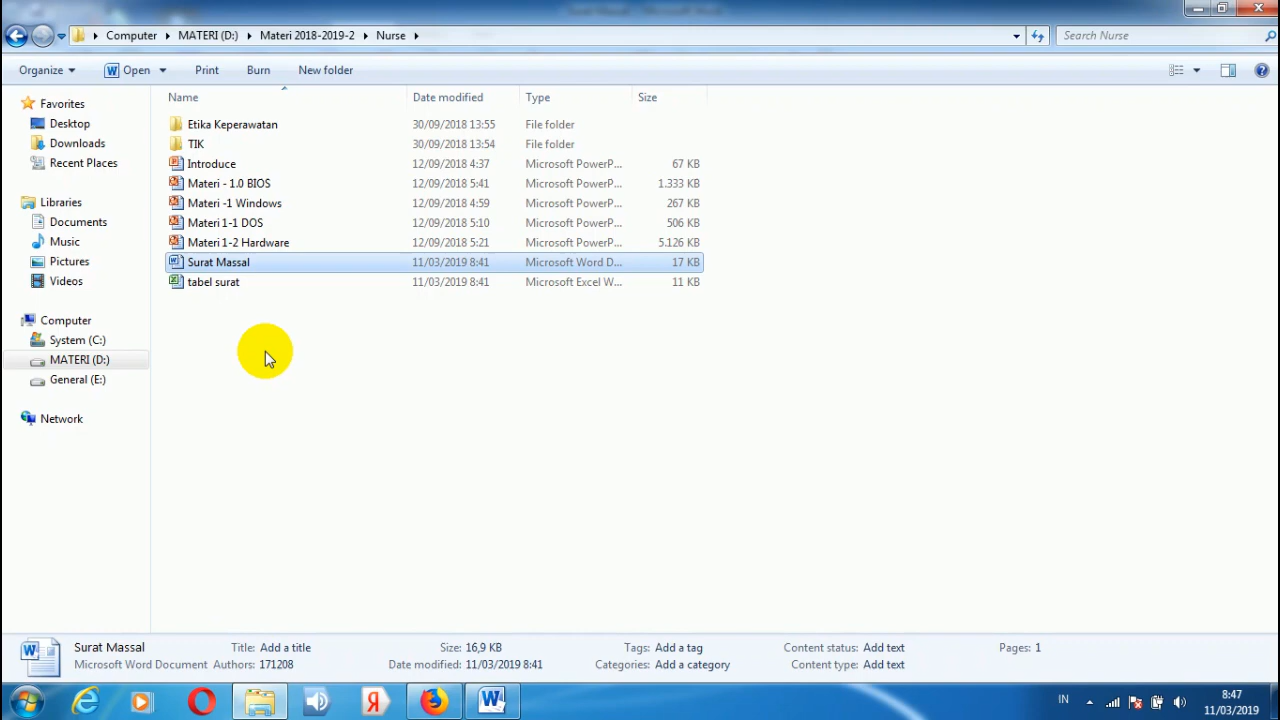 Computer MATERI (D:) Materi 2018-2019-2 Nurse
Search Nurse
Organize Open Print Burn New folder
Name Date modified Type Size
Favorites
Desktop
Downloads
Recent Places
Libraries
Documents
Music
Pictures
Videos
Computer
System (C:)
MATERI (D:)
General (E:)
Network
Etika Keperawatan 30/09/2018 13:55 File folder
TIK 30/09/2018 13:54 File folder
Introduce 12/09/2018 4:37 Microsoft PowerP... 67 KB
Materi - 1.0 BIOS 12/09/2018 5:41 Microsoft PowerP... 1.333 KB
Materi -1 Windows 12/09/2018 4:59 Microsoft PowerP... 267 KB
Materi 1-1 DOS 12/09/2018 5:10 Microsoft PowerP... 506 KB
Materi 1-2 Hardware 12/09/2018 5:21 Microsoft PowerP... 5.126 KB
Surat Massal 11/03/2019 8:41 Microsoft Word D... 17 KB
tabel surat 11/03/2019 8:41 Microsoft Excel W... 11 KB
Surat Massal Title: Add a title Size: 16,9 KB Tags: Add a tag Content status: Add text Pages: 1
Microsoft Word Document Authors: 171208 Date modified: 11/03/2019 8:41 Categories: Add a category Content type: Add text
IN
8:47
11/03/2019